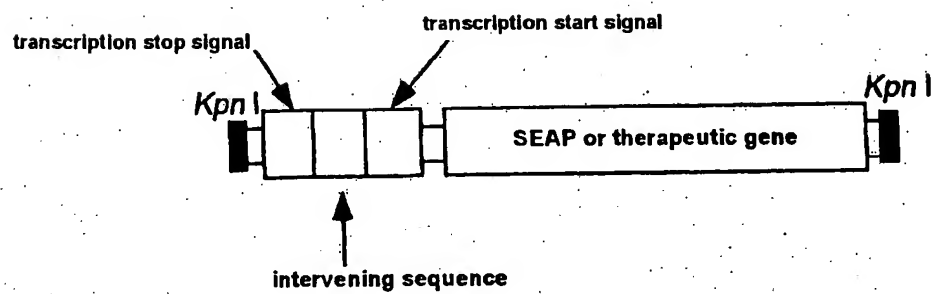 transcription start signal
transcription stop signal
Kpn I
Kpn I
SEAP or therapeutic gene
intervening sequence